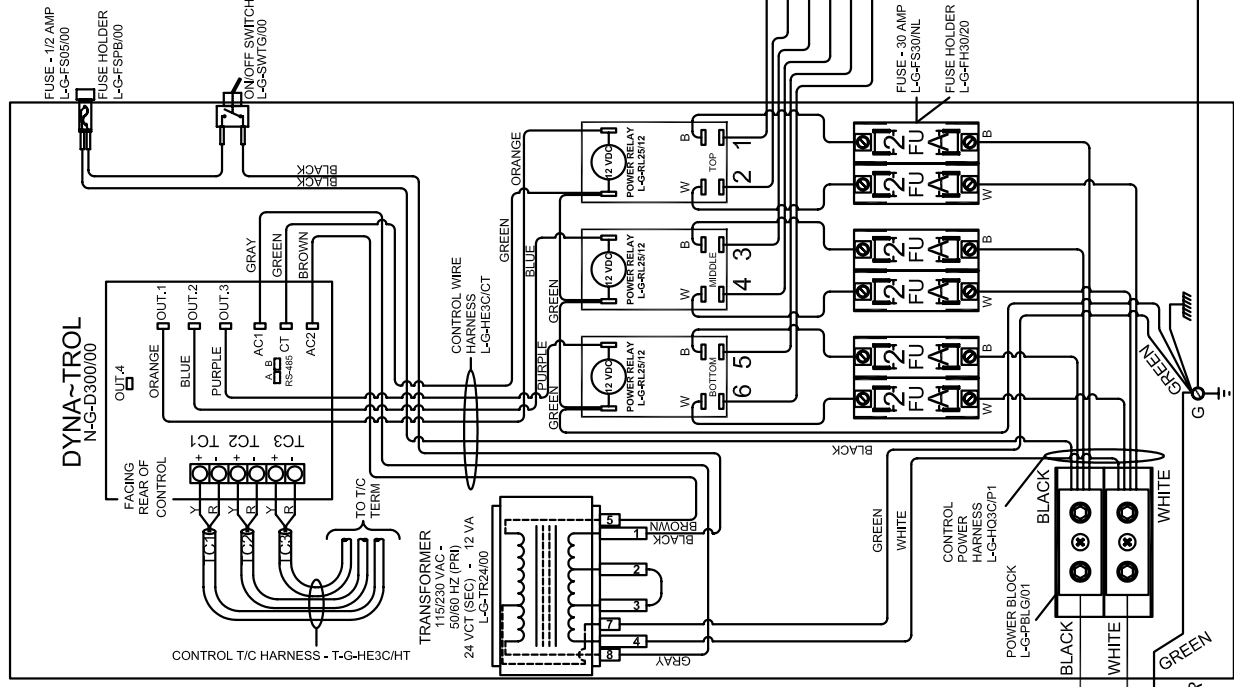 FUSE - 1/2 AMP
L-G-FS05/00
FUSE HOLDER
L-G-FSPB/00
ON/OFF SWITCH
L-G-SWTG/00
FUSE - 30 AMP
L-G-FS30/NL
FUSE HOLDER
L-G-FH30/20
DYNA~TROL
N-G-D300/00
OUT.4
OUT.1
OUT.2
OUT.3
ORANGE
BLUE
PURPLE
AC1
A B
RS-485
CT
AC2
GRAY
GREEN
BROWN
BLACK
BLACK
FACING
REAR OF
CONTROL
TC1
TC2
TC3
+
-
+
-
+
-
Y
R
Y
R
Y
R
TC1
TC2
TC3
TO T/C
TERM
CONTROL T/C HARNESS - T-G-HE3C/HT
CONTROL WIRE
HARNESS
L-G-HE3C/CT
GREEN
ORANGE
BLUE
GREEN
PURPLE
GREEN
12 VDC
POWER RELAY
L-G-RL25/12
B
W
TOP
1
2
12 VDC
POWER RELAY
L-G-RL25/12
B
W
MIDDLE
3
4
12 VDC
POWER RELAY
L-G-RL25/12
B
W
BOTTOM
5
6
2
FU
A
B
2
FU
A
W
2
FU
A
B
2
FU
A
W
2
FU
A
B
2
FU
A
W
TRANSFORMER
115/230 VAC -
50/60 HZ (PRI)
24 VCT (SEC) - 12 VA
L-G-TR24/00
5
1
2
3
7
4
8
BROWN
BLACK
GRAY
BLACK
GREEN
WHITE
GREEN
G
CONTROL
POWER
HARNESS
L-G-HQ3C/P1
POWER BLOCK
L-G-PBLG/01
BLACK
WHITE
BLACK
WHITE
GREEN